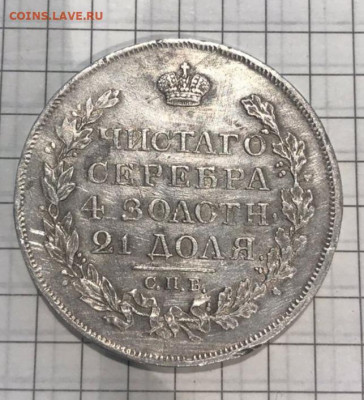 COINS.LAVE.RU
ЧИСТАГО
СЕРЕБРА
4 ЗОЛОТН
21 ДОЛЯ.
С.П.Б.